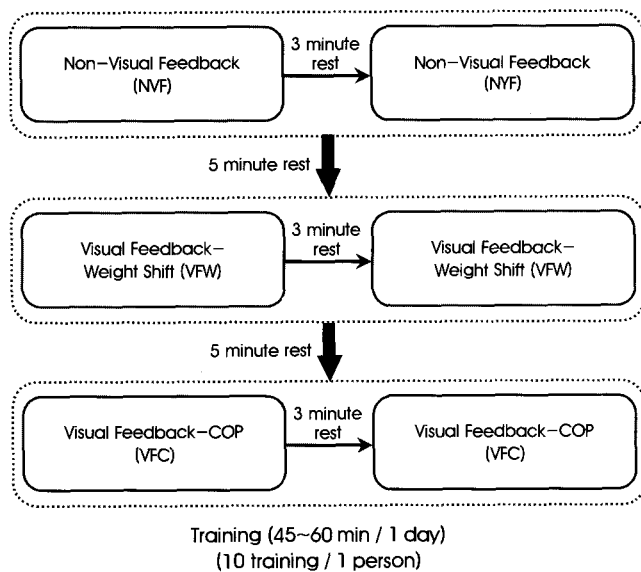 Non-Visual Feedback
(NVF)
3 minute
rest
Non-Visual Feedback
(NYF)
5 minute rest
Visual Feedback-
Weight Shift (VFW)
3 minute
rest
Visual Feedback-
Weight Shift (VFW)
5 minute rest
Visual Feedback-COP
(VFC)
3 minute
rest
Visual Feedback-COP
(VFC)
Training (45~60 min / 1 day)
(10 training / 1 person)